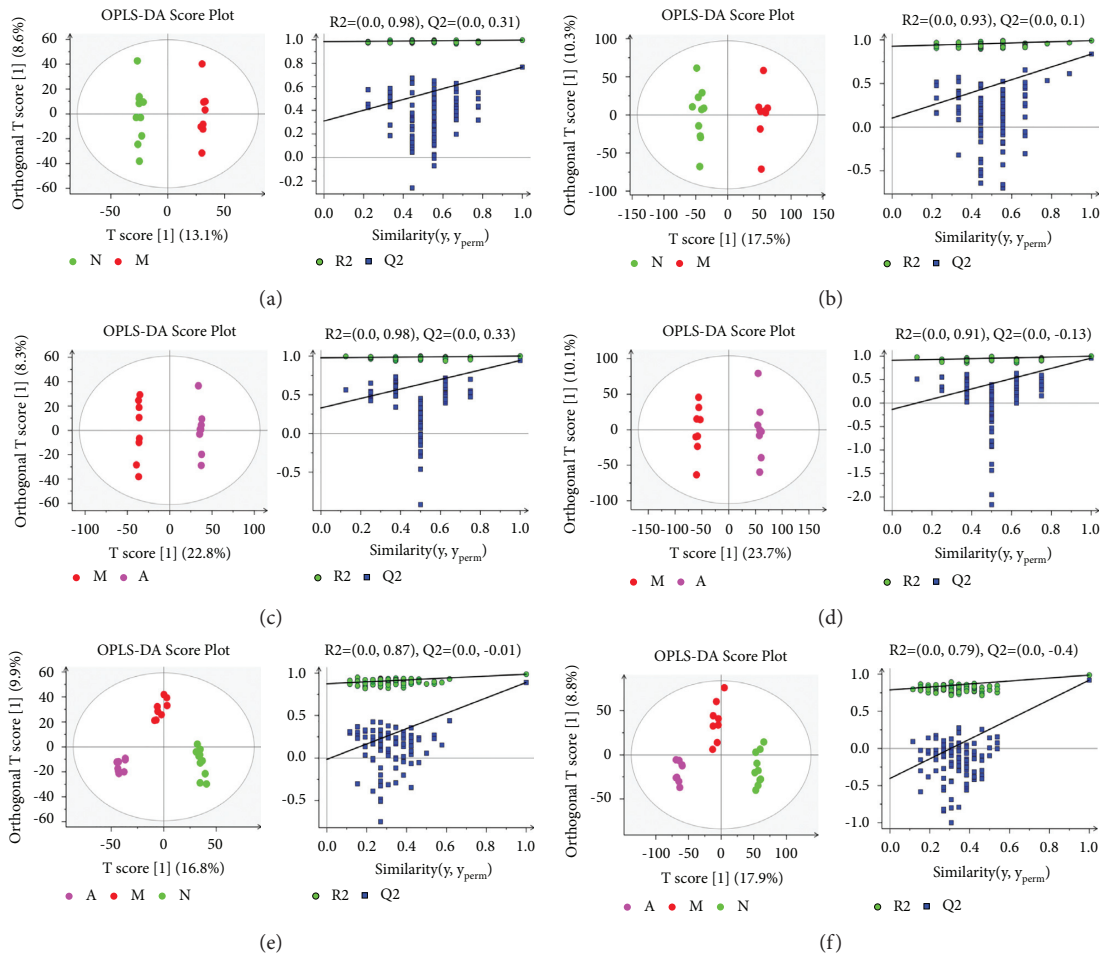 OPLS-DA Score Plot
Orthogonal T score [1] (8.6%)
60
40
20
0
-20
-40
-60
-50
0
50
T score [1] (13.1%)
N M
R2=(0.0, 0.98), Q2=(0.0, 0.31)
1.0
0.8
0.6
0.4
0.2
0.0
-0.2
0.0
0.2
0.4
0.6
0.8
1.0
Similarity(y, yperm)
R2 Q2
(a)
OPLS-DA Score Plot
Orthogonal T score [1] (10.3%)
100
50
0
-50
-100
-150
-100
-50
0
50
100
150
T score [1] (17.5%)
N M
R2=(0.0, 0.93), Q2=(0.0, 0.1)
1.0
0.5
0.0
-0.5
0.0
0.2
0.4
0.6
0.8
1.0
Similarity(y, yperm)
R2 Q2
(b)
OPLS-DA Score Plot
Orthogonal T score [1] (8.3%)
60
40
20
0
-20
-40
-60
-100
-50
0
50
100
T score [1] (22.8%)
M A
R2=(0.0, 0.98), Q2=(0.0, 0.33)
1.0
0.5
0.0
-0.5
0.0
0.2
0.4
0.6
0.8
1.0
Similarity(y, yperm)
R2 Q2
(c)
OPLS-DA Score Plot
Orthogonal T score [1] (10.1%)
100
50
0
-50
-100
-150
-100
-50
0
50
100
150
T score [1] (23.7%)
M A
R2=(0.0, 0.91), Q2=(0.0, -0.13)
1.0
0.5
0.0
-0.5
-1.0
-1.5
-2.0
0.0
0.2
0.4
0.6
0.8
1.0
Similarity(y, yperm)
R2 Q2
(d)
OPLS-DA Score Plot
Orthogonal T score [1] (9.9%)
60
40
20
0
-20
-40
-60
-100
-50
0
50
T score [1] (16.8%)
A M N
R2=(0.0, 0.87), Q2=(0.0, -0.01)
1.0
0.5
0.0
-0.5
0.0
0.2
0.4
0.6
0.8
1.0
Similarity(y, yperm)
R2 Q2
(e)
OPLS-DA Score Plot
Orthogonal T score [1] (8.8%)
50
0
-50
-100
-50
0
50
100
150
T score [1] (17.9%)
A M N
R2=(0.0, 0.79), Q2=(0.0, -0.4)
1.0
0.5
0.0
-0.5
-1.0
0.0
0.2
0.4
0.6
0.8
1.0
Similarity(y, yperm)
R2 Q2
(f)